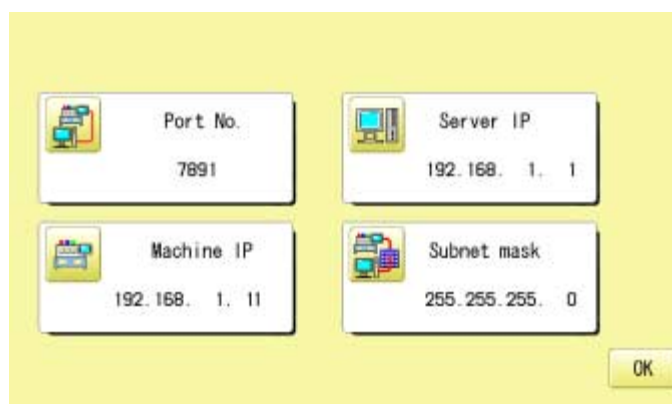 Port No.
7891
Server IP
192.168. 1. 1
Machine IP
192.168. 1. 11
Subnet mask
255.255.255. 0
OK